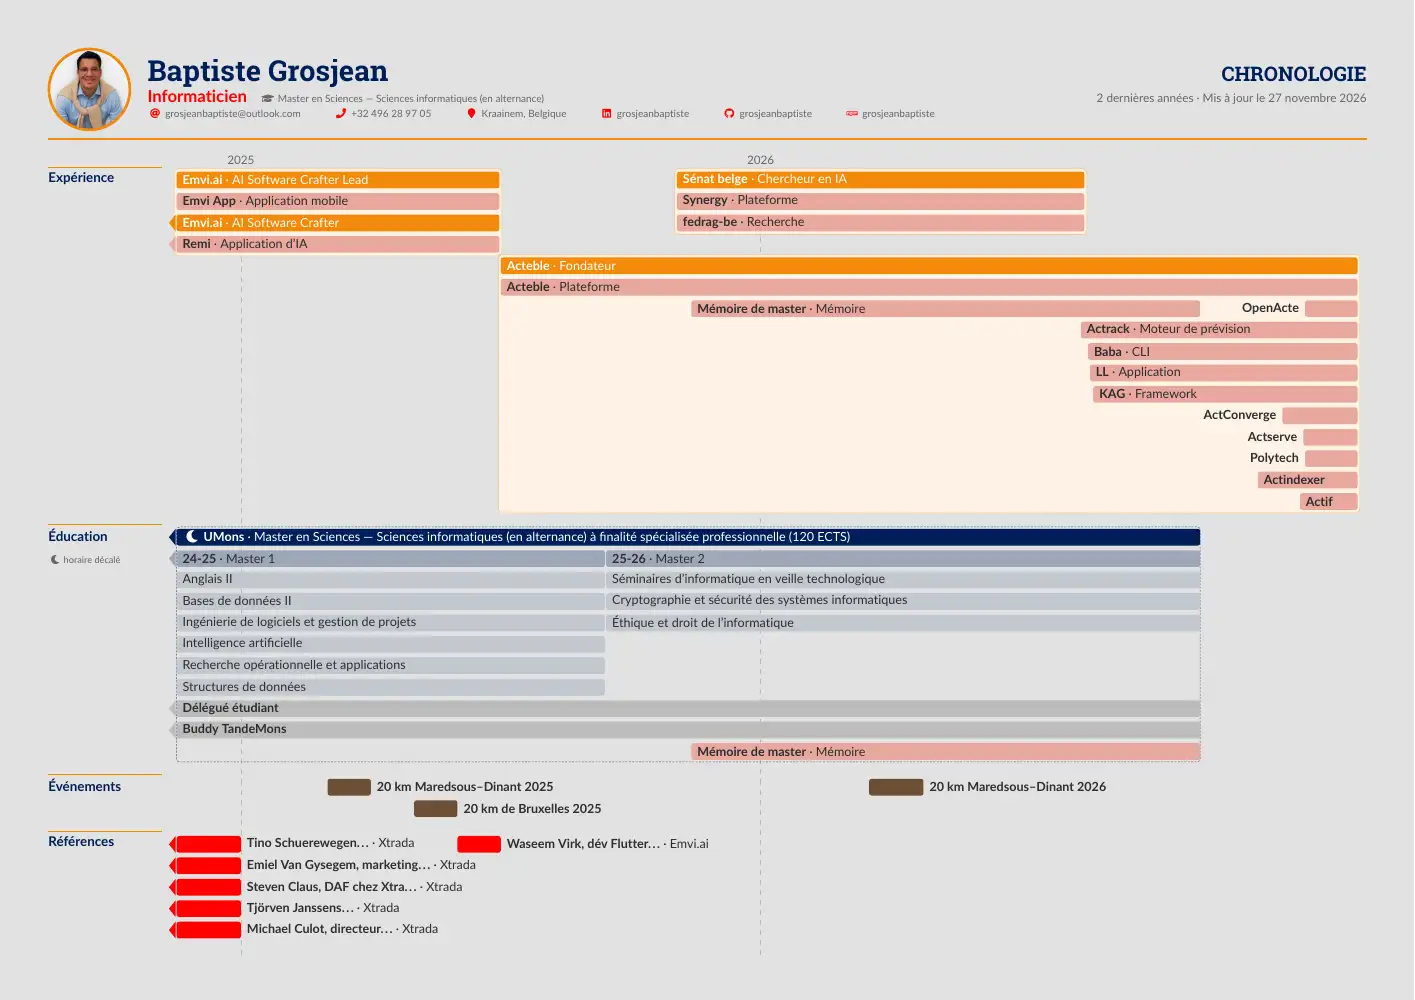 Baptiste Grosjean
CHRONOLOGIE
Informaticien Master en Sciences — Sciences informatiques (en alternance)
2 dernières années · Mis à jour le 27 novembre 2026
grosjeanbaptiste@outlook.com +32 496 28 97 05 Kraainem, Belgique grosjeanbaptiste grosjeanbaptiste grosjeanbaptiste
2025 2026
Expérience
Emvi.ai · AI Software Crafter Lead
Sénat belge · Chercheur en IA
Emvi App · Application mobile
Synergy · Plateforme
Emvi.ai · AI Software Crafter
fedrag-be · Recherche
Remi · Application d'IA
Acteble · Fondateur
Acteble · Plateforme
Mémoire de master · Mémoire
OpenActe
Actrack · Moteur de prévision
Baba · CLI
LL · Application
KAG · Framework
ActConverge
Actserve
Polytech
Actindexer
Actif
Éducation
UMons · Master en Sciences — Sciences informatiques (en alternance) à finalité spécialisée professionnelle (120 ECTS)
horaire décalé
24-25 · Master 1
25-26 · Master 2
Anglais II
Séminaires d'informatique en veille technologique
Bases de données II
Cryptographie et sécurité des systèmes informatiques
Ingénierie de logiciels et gestion de projets
Éthique et droit de l'informatique
Intelligence artificielle
Recherche opérationnelle et applications
Structures de données
Délégué étudiant
Buddy TandeMons
Mémoire de master · Mémoire
Événements
20 km Maredsous–Dinant 2025
20 km Maredsous–Dinant 2026
20 km de Bruxelles 2025
Références
Tino Schuerewegen… · Xtrada
Waseem Virk, dév Flutter… · Emvi.ai
Emiel Van Gysegem, marketing… · Xtrada
Steven Claus, DAF chez Xtra… · Xtrada
Tjörven Janssens… · Xtrada
Michael Culot, directeur… · Xtrada